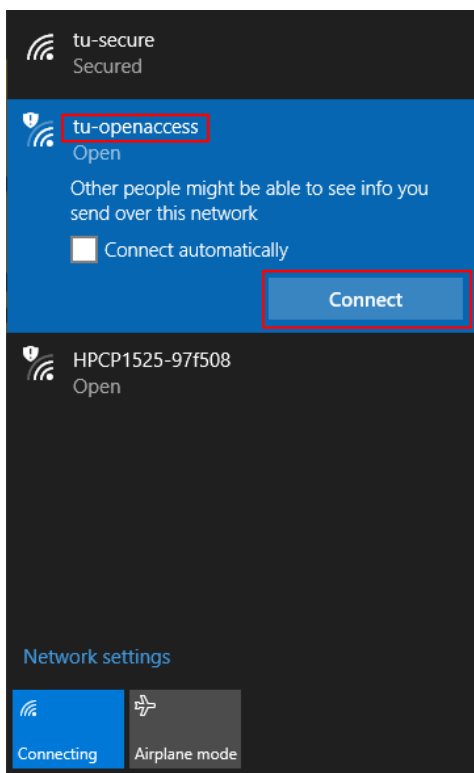 tu-secure
Secured
tu-openaccess
Open
Other people might be able to see info you
send over this network
Connect automatically
Connect
HPCP1525-97f508
Open
Network settings
Connecting
Airplane mode